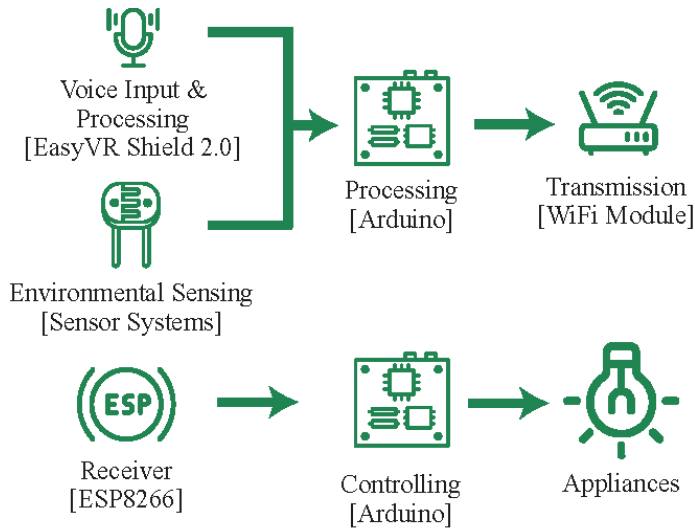 Voice Input &
Processing
[EasyVR Shield 2.0]
Processing
[Arduino]
Transmission
[WiFi Module]
Environmental Sensing
[Sensor Systems]
ESP
Receiver
[ESP8266]
Controlling
[Arduino]
Appliances